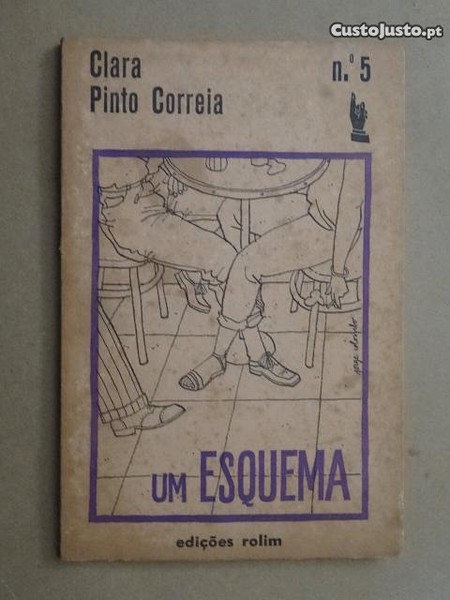 CustoJusto.pt
Clara
Pinto Correia
n.º 5
UM ESQUEMA
edições rolim